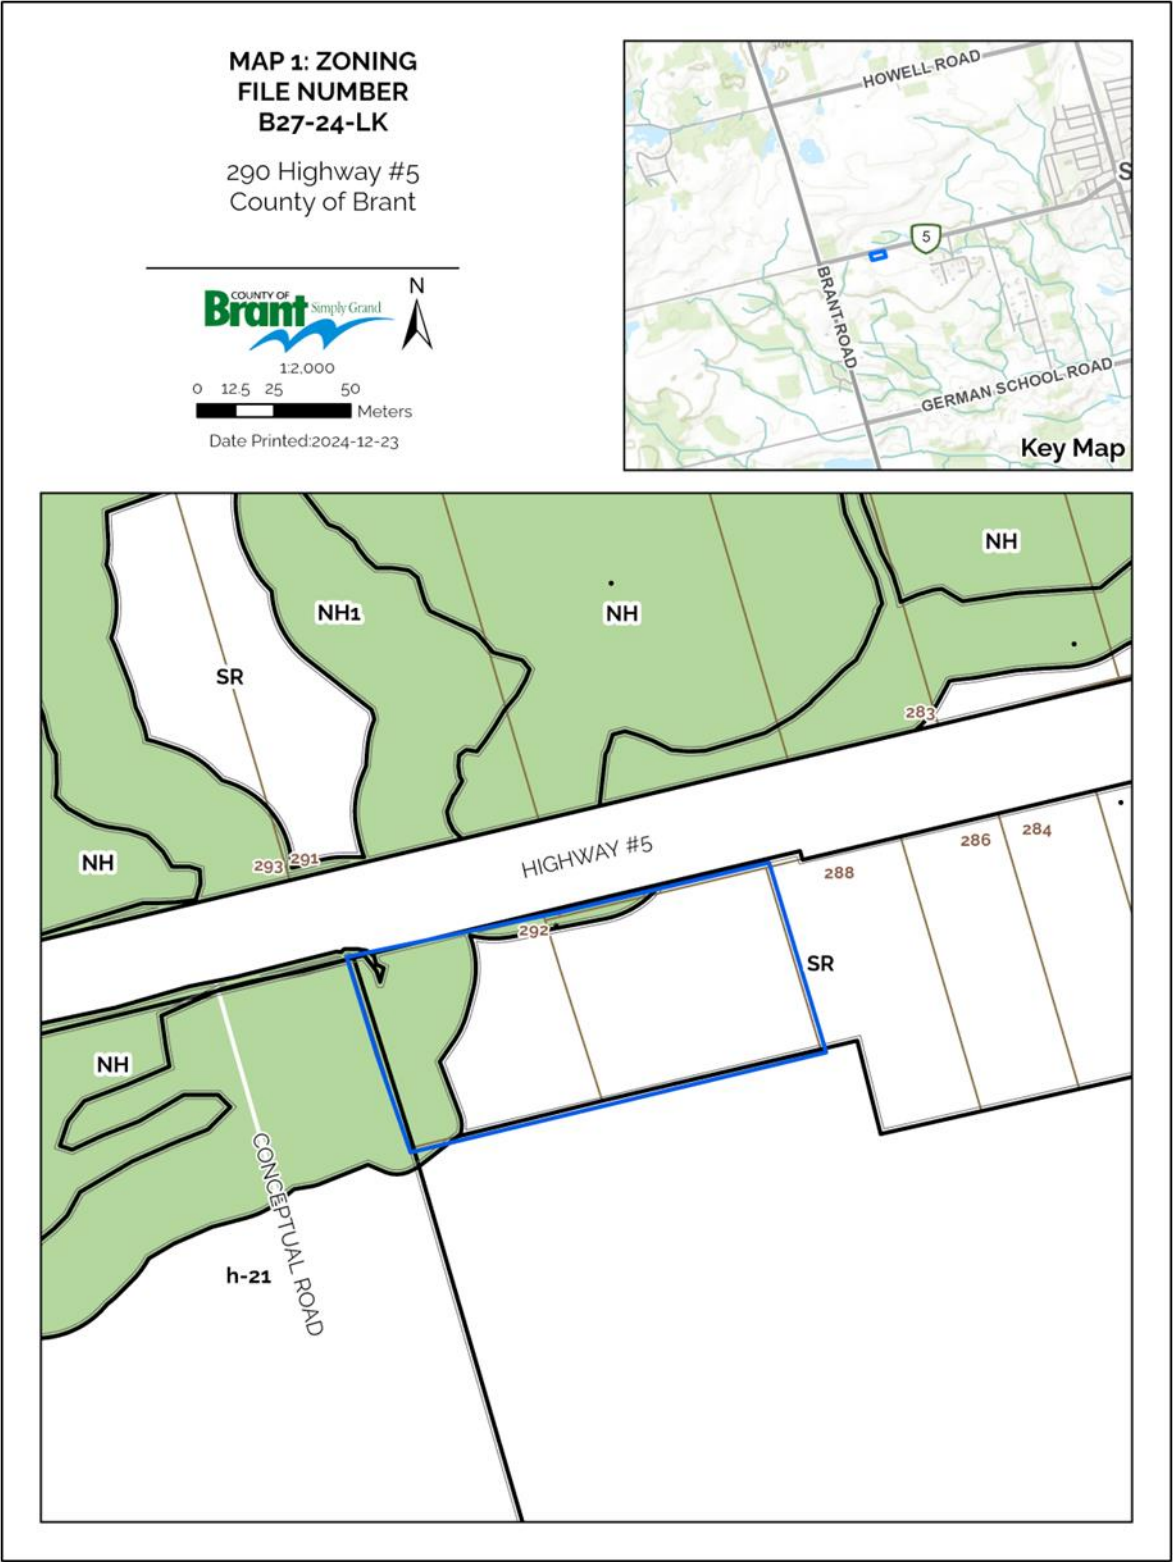 MAP 1: ZONING
FILE NUMBER
B27-24-LK
290 Highway #5
County of Brant
COUNTY OF
Brant Simply Grand
N
1:2,000
0 12.5 25 50
Meters
Date Printed:2024-12-23
HOWELL ROAD
S
5
BRANT ROAD
GERMAN SCHOOL ROAD
Key Map
NH
NH1
NH
SR
283
HIGHWAY #5
284
286
NH
293
291
288
292
SR
NH
CONCEPTUAL ROAD
h-21